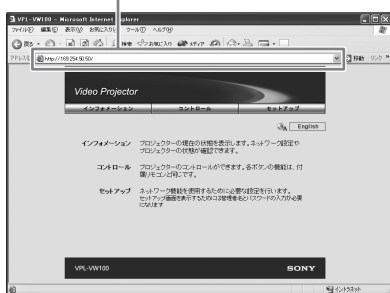 VPL-VW100 - Microsoft Internet Explorer
ファイル(F) 編集(E) 表示(V) お気に入り ツール(T) ヘルプ(H)
戻る 検索 お気に入り メディア
アドレス http://169.254.50.50/ 移動 リンク
Video Projector
インフォメーション コントロール セットアップ
English
インフォメーション プロジェクターの現在の状態を表示します。ネットワーク設定や
プロジェクターの状態が確認できます。
コントロール プロジェクターのコントロールができます。各ボタンの機能は、付
属リモコンと同じです。
セットアップ ネットワーク機能を使用するために必要な設定を行います。
セットアップ画面を表示するためには管理者名とパスワードの入力が必要
になります
VPL-VW100 SONY
イントラネット